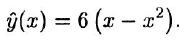 ŷ(x) = 6 (x − x²).